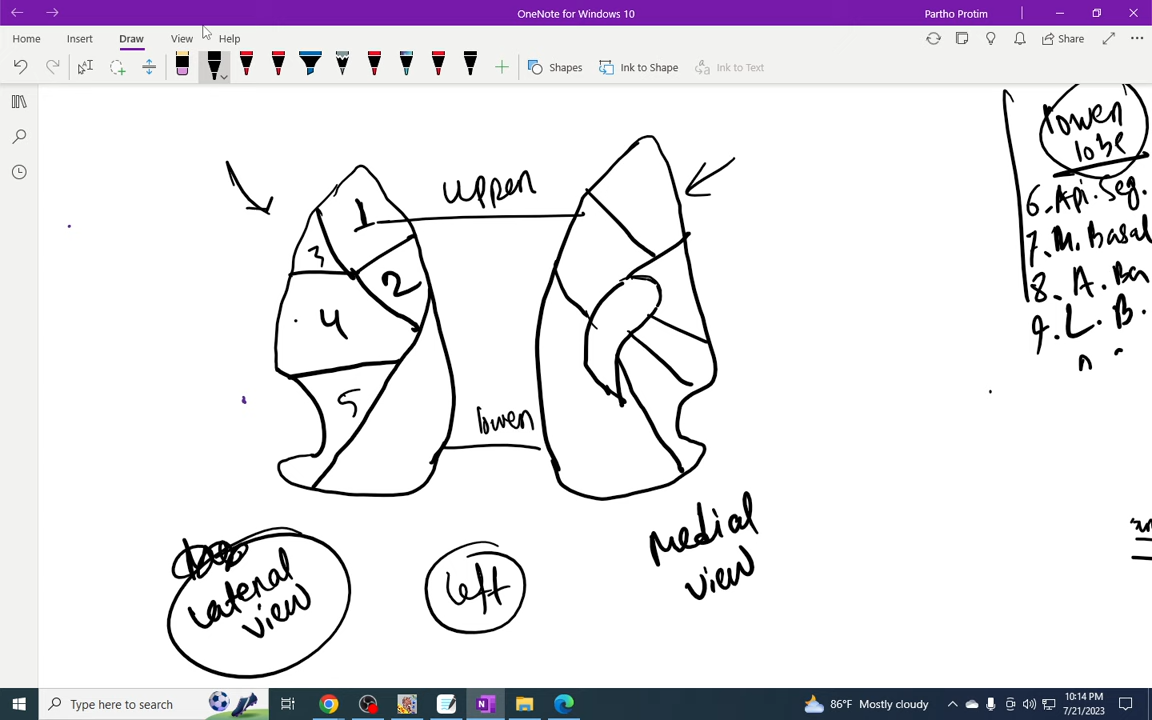 OneNote for Windows 10
Partho Protim
Home
Insert
Draw
View
Help
Share
Shapes
Ink to Shape
Ink to Text
upper
1
3
2
4
5
lower
lower
lobe
6. Api. Seg.
7. M. Basal
8. A. Ba
9. L. B.
lateral
view
left
medial
view
Type here to search
86°F Mostly cloudy
10:14 PM
7/21/2023